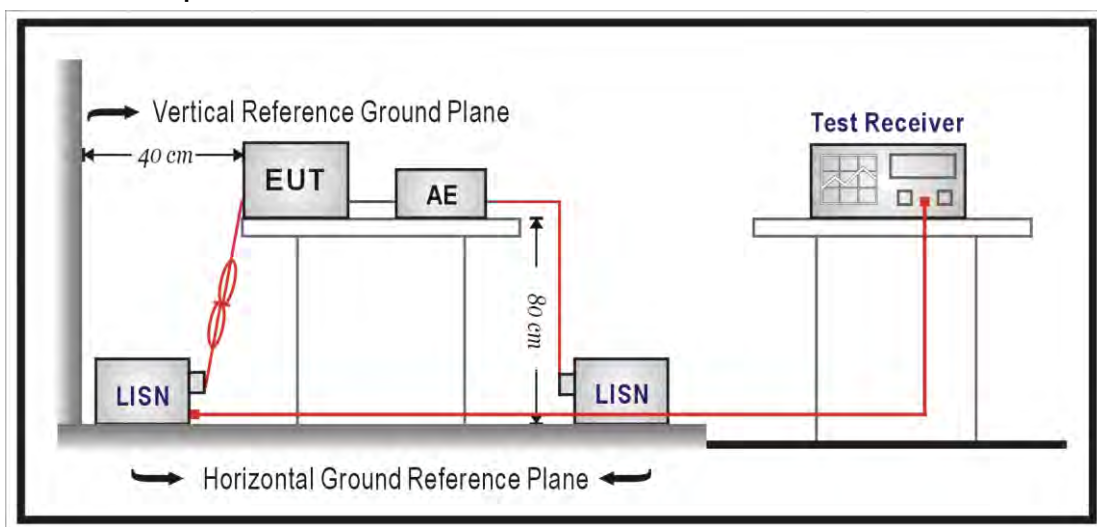 Vertical Reference Ground Plane
Test Receiver
40 cm
EUT
AE
80 cm
LISN
LISN
Horizontal Ground Reference Plane